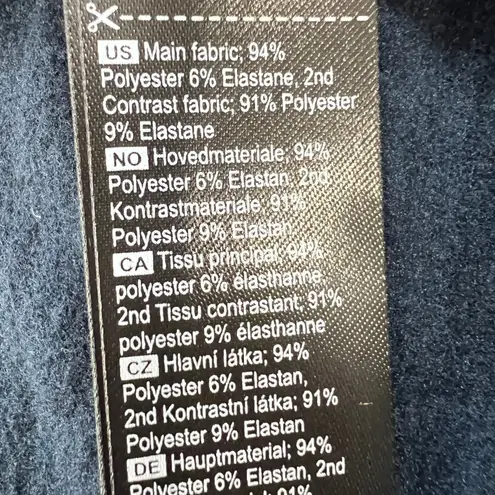 US Main fabric; 94%
Polyester 6% Elastane, 2nd
Contrast fabric; 91% Polyester
9% Elastane
NO Hovedmateriale; 94%
Polyester 6% Elastan, 2nd
Kontrastmateriale; 91%
Polyester 9% Elastan
CA Tissu principal; 94%
polyester 6% élasthanne,
2nd Tissu contrastant; 91%
polyester 9% élasthanne
CZ Hlavní látka; 94%
Polyester 6% Elastan,
2nd Kontrastní látka; 91%
Polyester 9% Elastan
DE Hauptmaterial; 94%
Polyester 6% Elastan, 2nd
91%